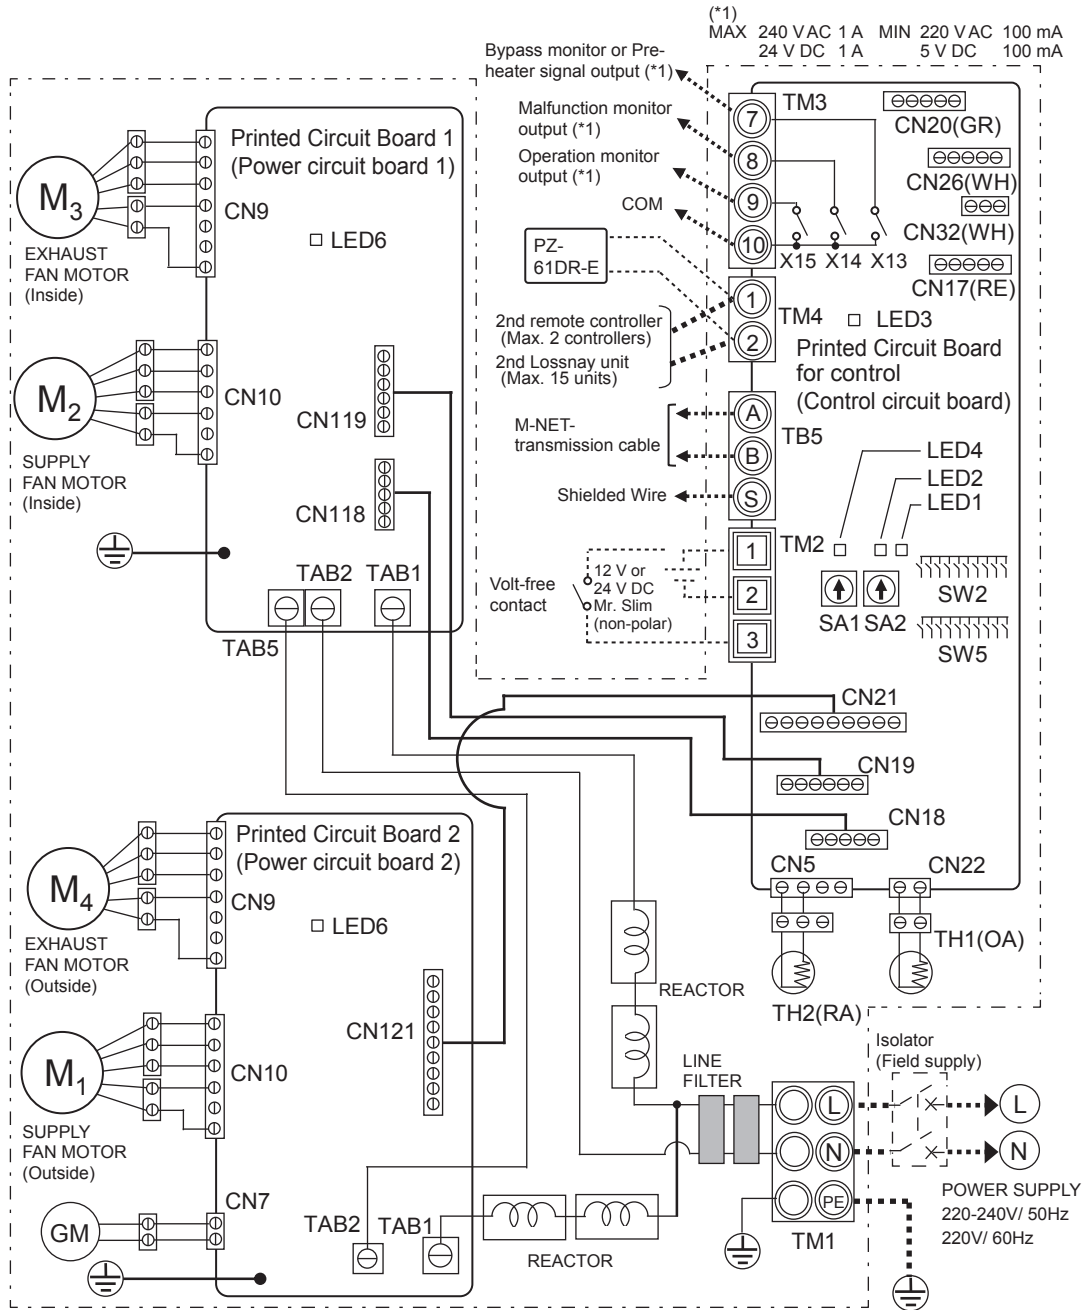 (*1)
MAX 240 V AC 1 A MIN 220 V AC 100 mA
24 V DC 1 A 5 V DC 100 mA
Bypass monitor or Pre-
heater signal output (*1)
Malfunction monitor
output (*1)
Operation monitor
output (*1)
COM
PZ-
61DR-E
2nd remote controller
(Max. 2 controllers)
2nd Lossnay unit
(Max. 15 units)
M-NET-
transmission cable
Shielded Wire
Volt-free
contact
12 V or
24 V DC
Mr. Slim
(non-polar)
7
8
9
10
TM3
X15 X14 X13
1
2
TM4
A
B
S
TB5
1
2
3
TM2
CN20(GR)
CN26(WH)
CN32(WH)
CN17(RE)
LED3
Printed Circuit Board
for control
(Control circuit board)
LED4
LED2
LED1
SA1 SA2
SW2
SW5
CN21
CN19
CN18
CN5
CN22
TH1(OA)
TH2(RA)
Printed Circuit Board 1
(Power circuit board 1)
M3
EXHAUST
FAN MOTOR
(Inside)
CN9
LED6
M2
SUPPLY
FAN MOTOR
(Inside)
CN10
CN119
CN118
TAB2 TAB1
TAB5
Printed Circuit Board 2
(Power circuit board 2)
M4
EXHAUST
FAN MOTOR
(Outside)
CN9
LED6
M1
SUPPLY
FAN MOTOR
(Outside)
CN10
CN121
CN7
GM
TAB2
TAB1
REACTOR
REACTOR
LINE
FILTER
L
N
PE
TM1
Isolator
(Field supply)
L
N
POWER SUPPLY
220-240V/ 50Hz
220V/ 60Hz